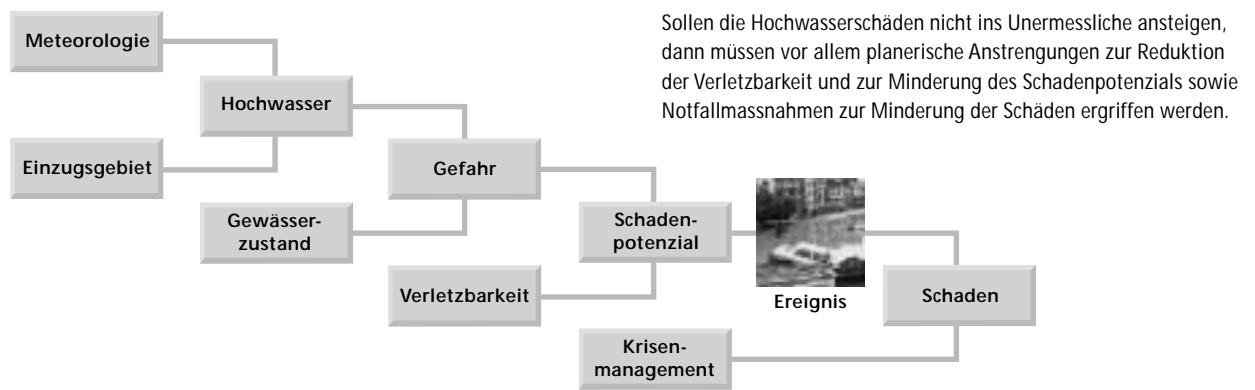 Sollen die Hochwasserschäden nicht ins Unermessliche ansteigen,
dann müssen vor allem planerische Anstrengungen zur Reduktion
der Verletzbarkeit und zur Minderung des Schadenpotenzials sowie
Notfallmassnahmen zur Minderung der Schäden ergriffen werden.
Meteorologie
Hochwasser
Einzugsgebiet
Gefahr
Gewässer-
zustand
Schaden-
potenzial
Verletzbarkeit
Ereignis
Schaden
Krisen-
management